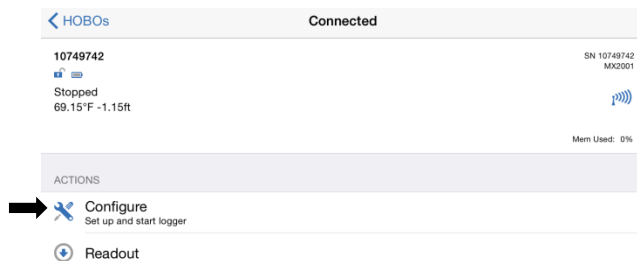 HOBOs
Connected
10749742
SN 10749742
MX2001
Stopped
69.15°F -1.15ft
Mem Used: 0%
ACTIONS
Configure
Set up and start logger
Readout